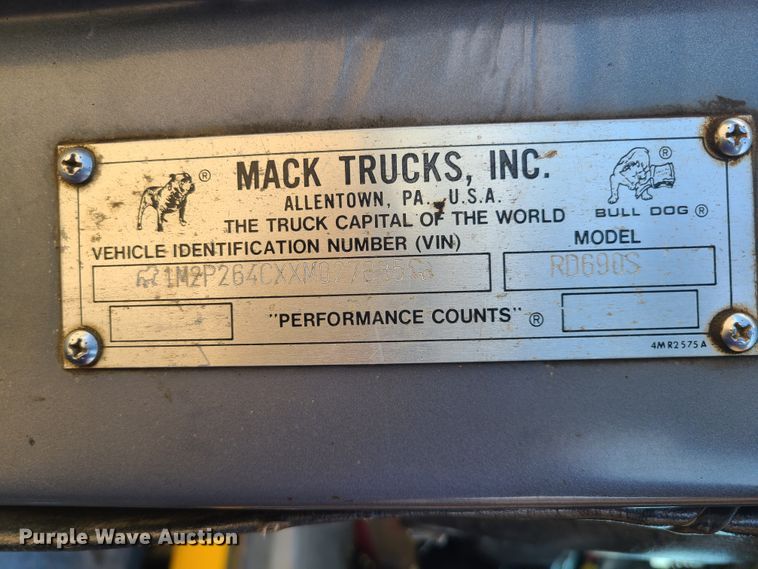 MACK TRUCKS, INC.
ALLENTOWN, PA., U.S.A.
THE TRUCK CAPITAL OF THE WORLD
BULL DOG ®
VEHICLE IDENTIFICATION NUMBER (VIN)
MODEL
RD690S
"PERFORMANCE COUNTS" ®
4MR2575A
Purple Wave Auction